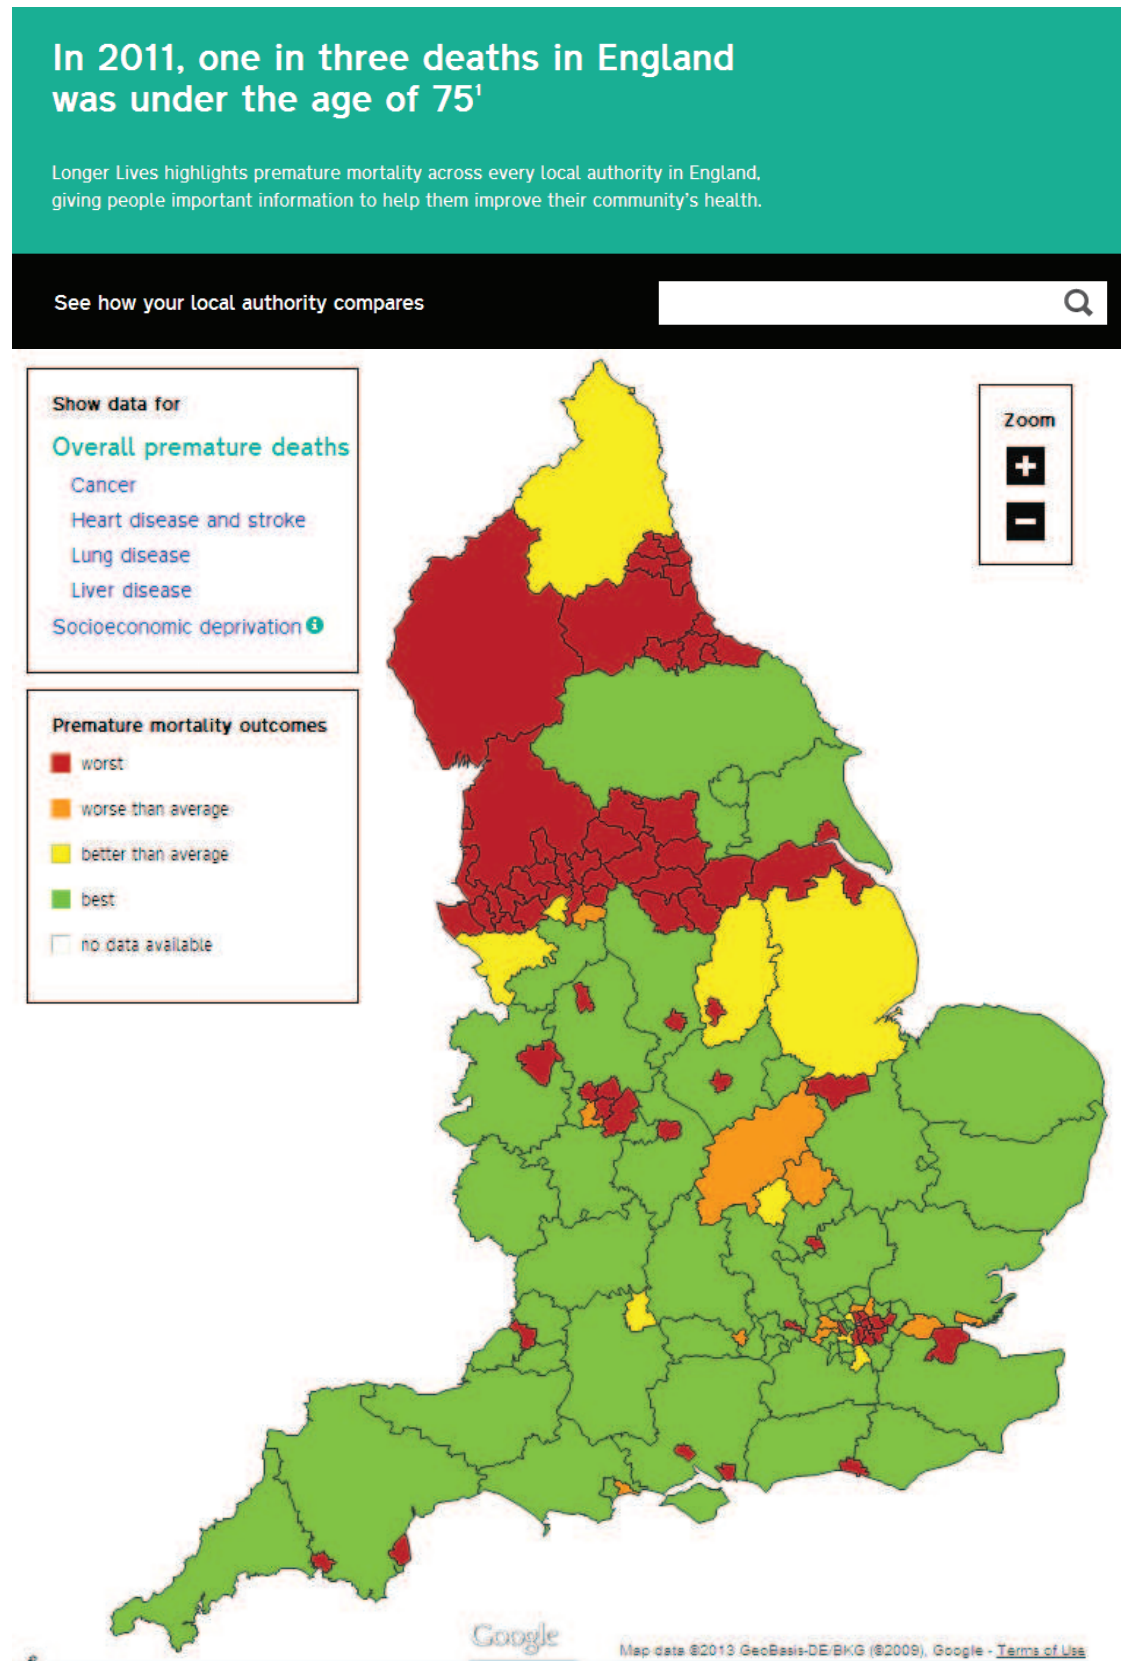 In 2011, one in three deaths in England
was under the age of 75¹
Longer Lives highlights premature mortality across every local authority in England,
giving people important information to help them improve their community's health.
See how your local authority compares
Show data for
Overall premature deaths
Cancer
Heart disease and stroke
Lung disease
Liver disease
Socioeconomic deprivation i
Zoom
+
−
Premature mortality outcomes
worst
worse than average
better than average
best
no data available
Google
Map data ©2013 GeoBasis-DE/BKG (©2009), Google - Terms of Use